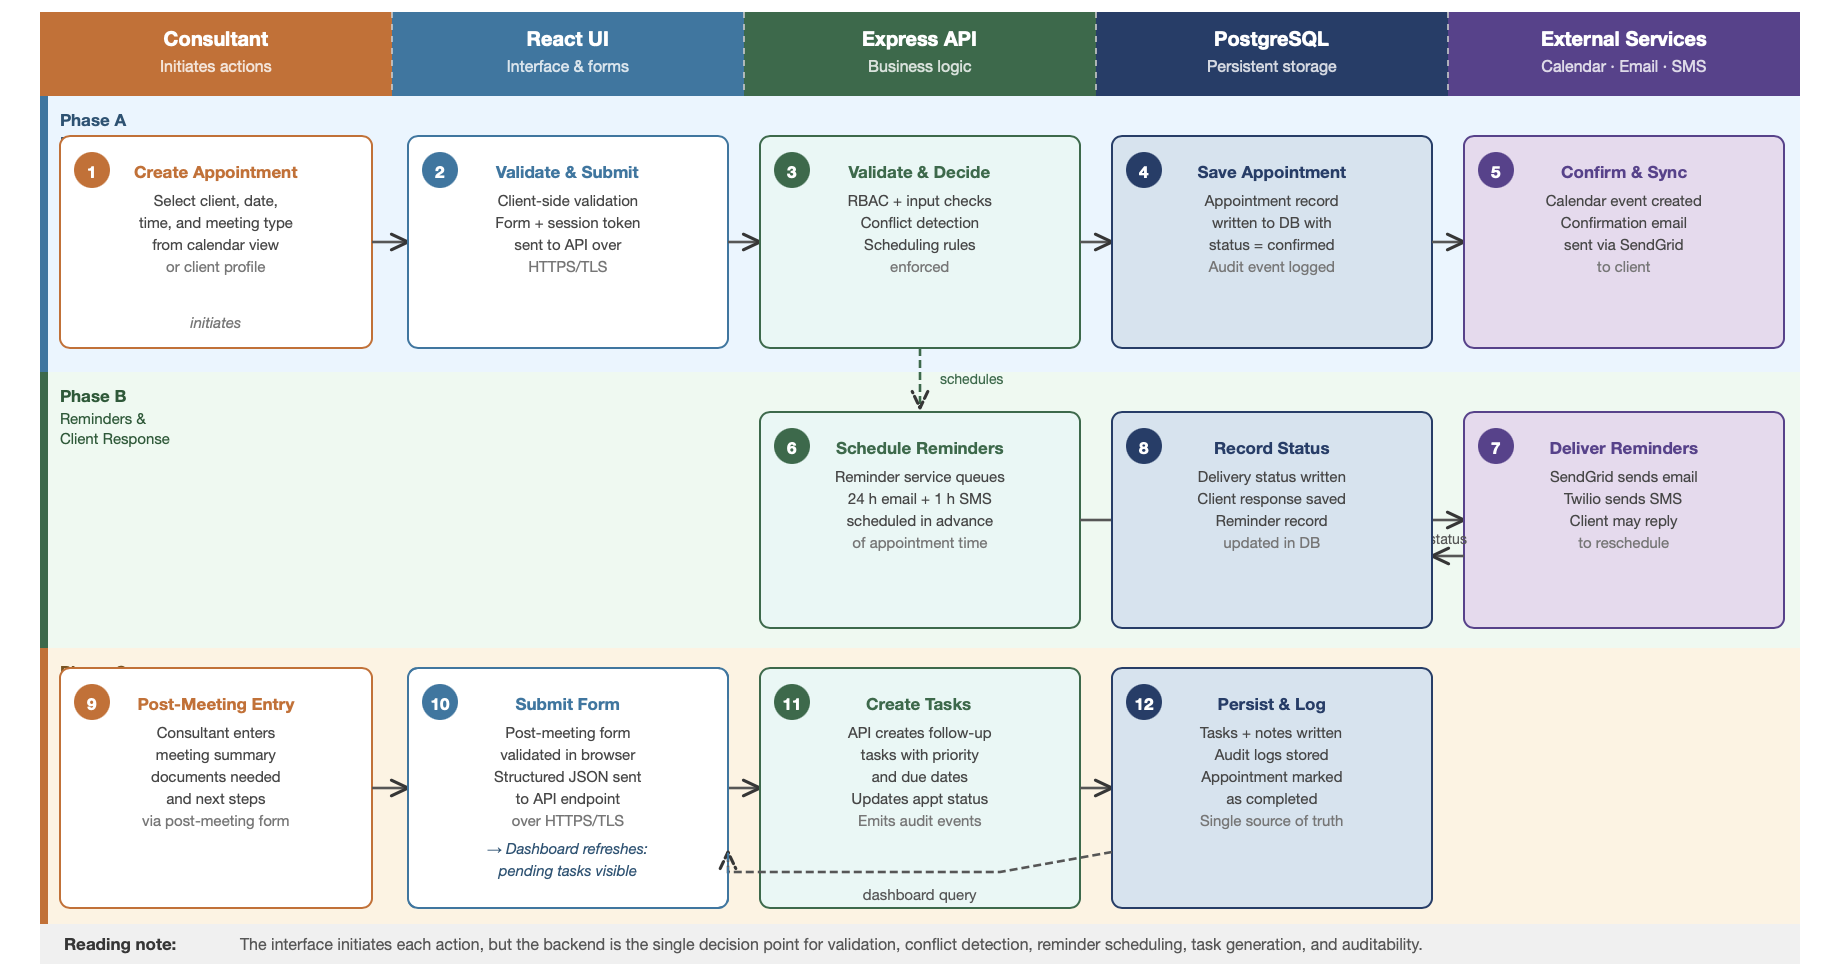 Consultant
Initiates actions
React UI
Interface & forms
Express API
Business logic
PostgreSQL
Persistent storage
External Services
Calendar · Email · SMS
Phase A
1
Create Appointment
Select client, date,
time, and meeting type
from calendar view
or client profile
initiates
2
Validate & Submit
Client-side validation
Form + session token
sent to API over
HTTPS/TLS
3
Validate & Decide
RBAC + input checks
Conflict detection
Scheduling rules
enforced
4
Save Appointment
Appointment record
written to DB with
status = confirmed
Audit event logged
5
Confirm & Sync
Calendar event created
Confirmation email
sent via SendGrid
to client
schedules
Phase B
Reminders &
Client Response
6
Schedule Reminders
Reminder service queues
24 h email + 1 h SMS
scheduled in advance
of appointment time
8
Record Status
Delivery status written
Client response saved
Reminder record
updated in DB
status
7
Deliver Reminders
SendGrid sends email
Twilio sends SMS
Client may reply
to reschedule
9
Post-Meeting Entry
Consultant enters
meeting summary
documents needed
and next steps
via post-meeting form
10
Submit Form
Post-meeting form
validated in browser
Structured JSON sent
to API endpoint
over HTTPS/TLS
→ Dashboard refreshes:
pending tasks visible
11
Create Tasks
API creates follow-up
tasks with priority
and due dates
Updates appt status
Emits audit events
dashboard query
12
Persist & Log
Tasks + notes written
Audit logs stored
Appointment marked
as completed
Single source of truth
Reading note: The interface initiates each action, but the backend is the single decision point for validation, conflict detection, reminder scheduling, task generation, and auditability.